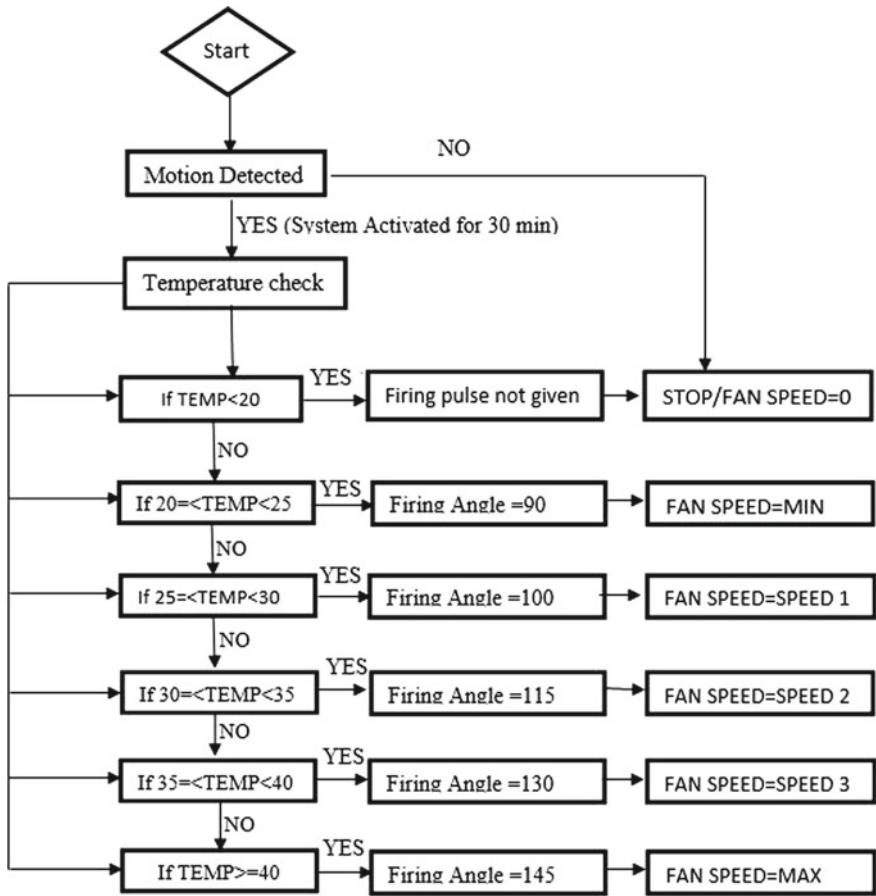 Start
NO
Motion Detected
YES (System Activated for 30 min)
Temperature check
If TEMP<20
YES
Firing pulse not given
STOP/FAN SPEED=0
NO
If 20=<TEMP<25
YES
Firing Angle =90
FAN SPEED=MIN
NO
If 25=<TEMP<30
YES
Firing Angle =100
FAN SPEED=SPEED 1
NO
If 30=<TEMP<35
YES
Firing Angle =115
FAN SPEED=SPEED 2
NO
If 35=<TEMP<40
YES
Firing Angle =130
FAN SPEED=SPEED 3
NO
If TEMP>=40
YES
Firing Angle =145
FAN SPEED=MAX